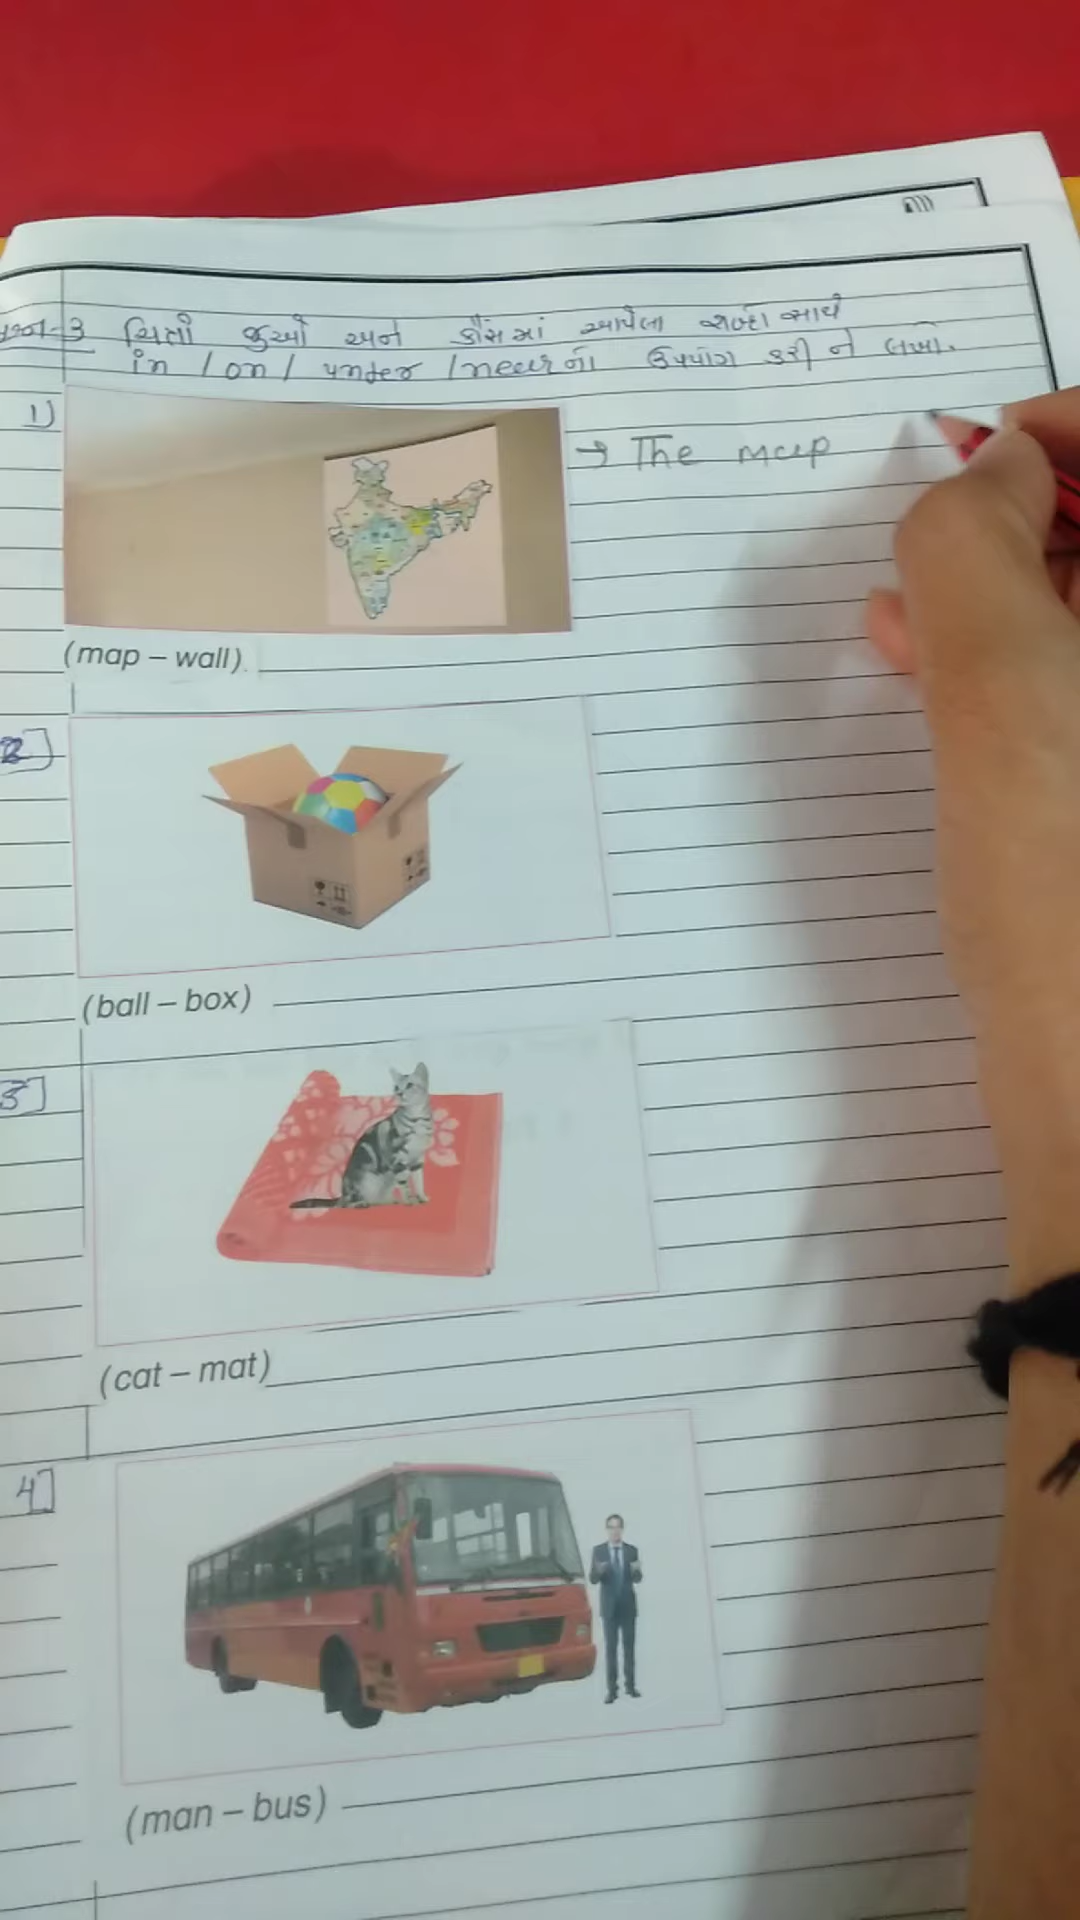 પ્રશ્ન-3 ચિત્રો જુઓ અને કૌંસમાં આપેલા શબ્દો સાથે
in / on / under / near નો ઉપયોગ કરી ને લખો.
1)
→ The map
(map – wall).
2]
(ball – box)
3]
(cat – mat)
4]
(man – bus)